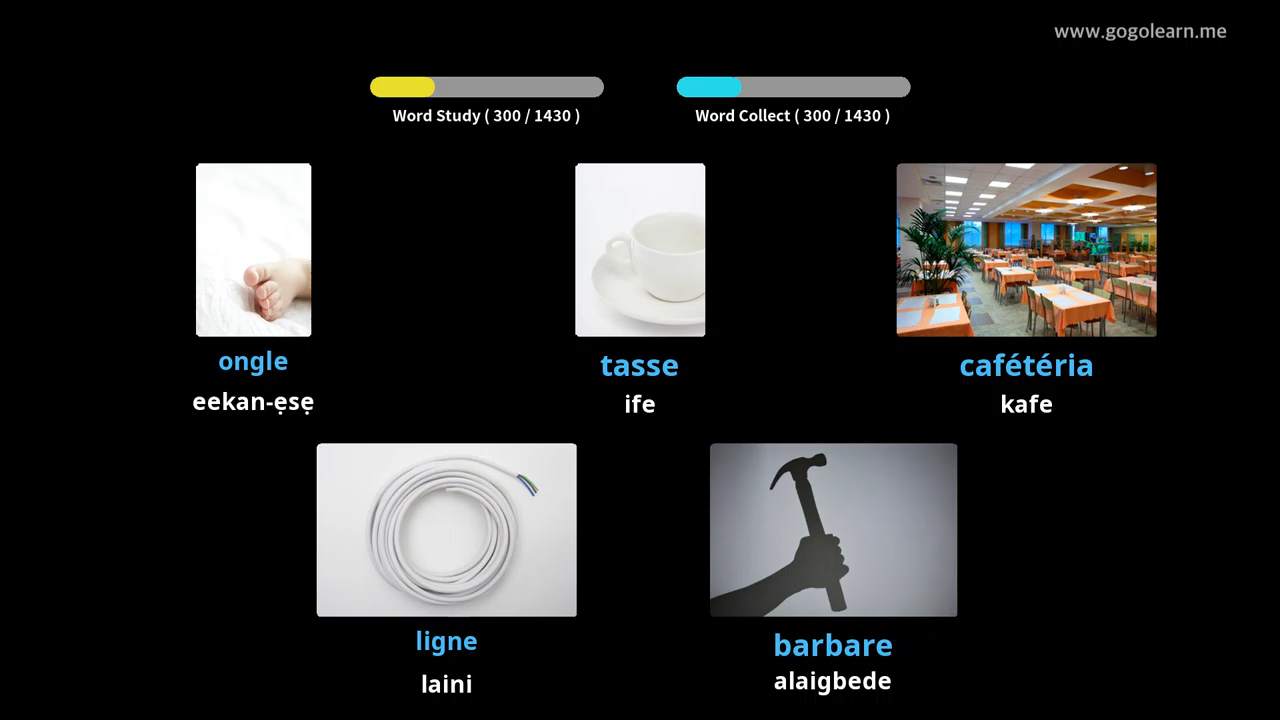 www.gogolearn.me
Word Study ( 300 / 1430 )
Word Collect ( 300 / 1430 )
ongle
eekan-ẹsẹ
tasse
ife
cafétéria
kafe
ligne
laini
barbare
alaigbede